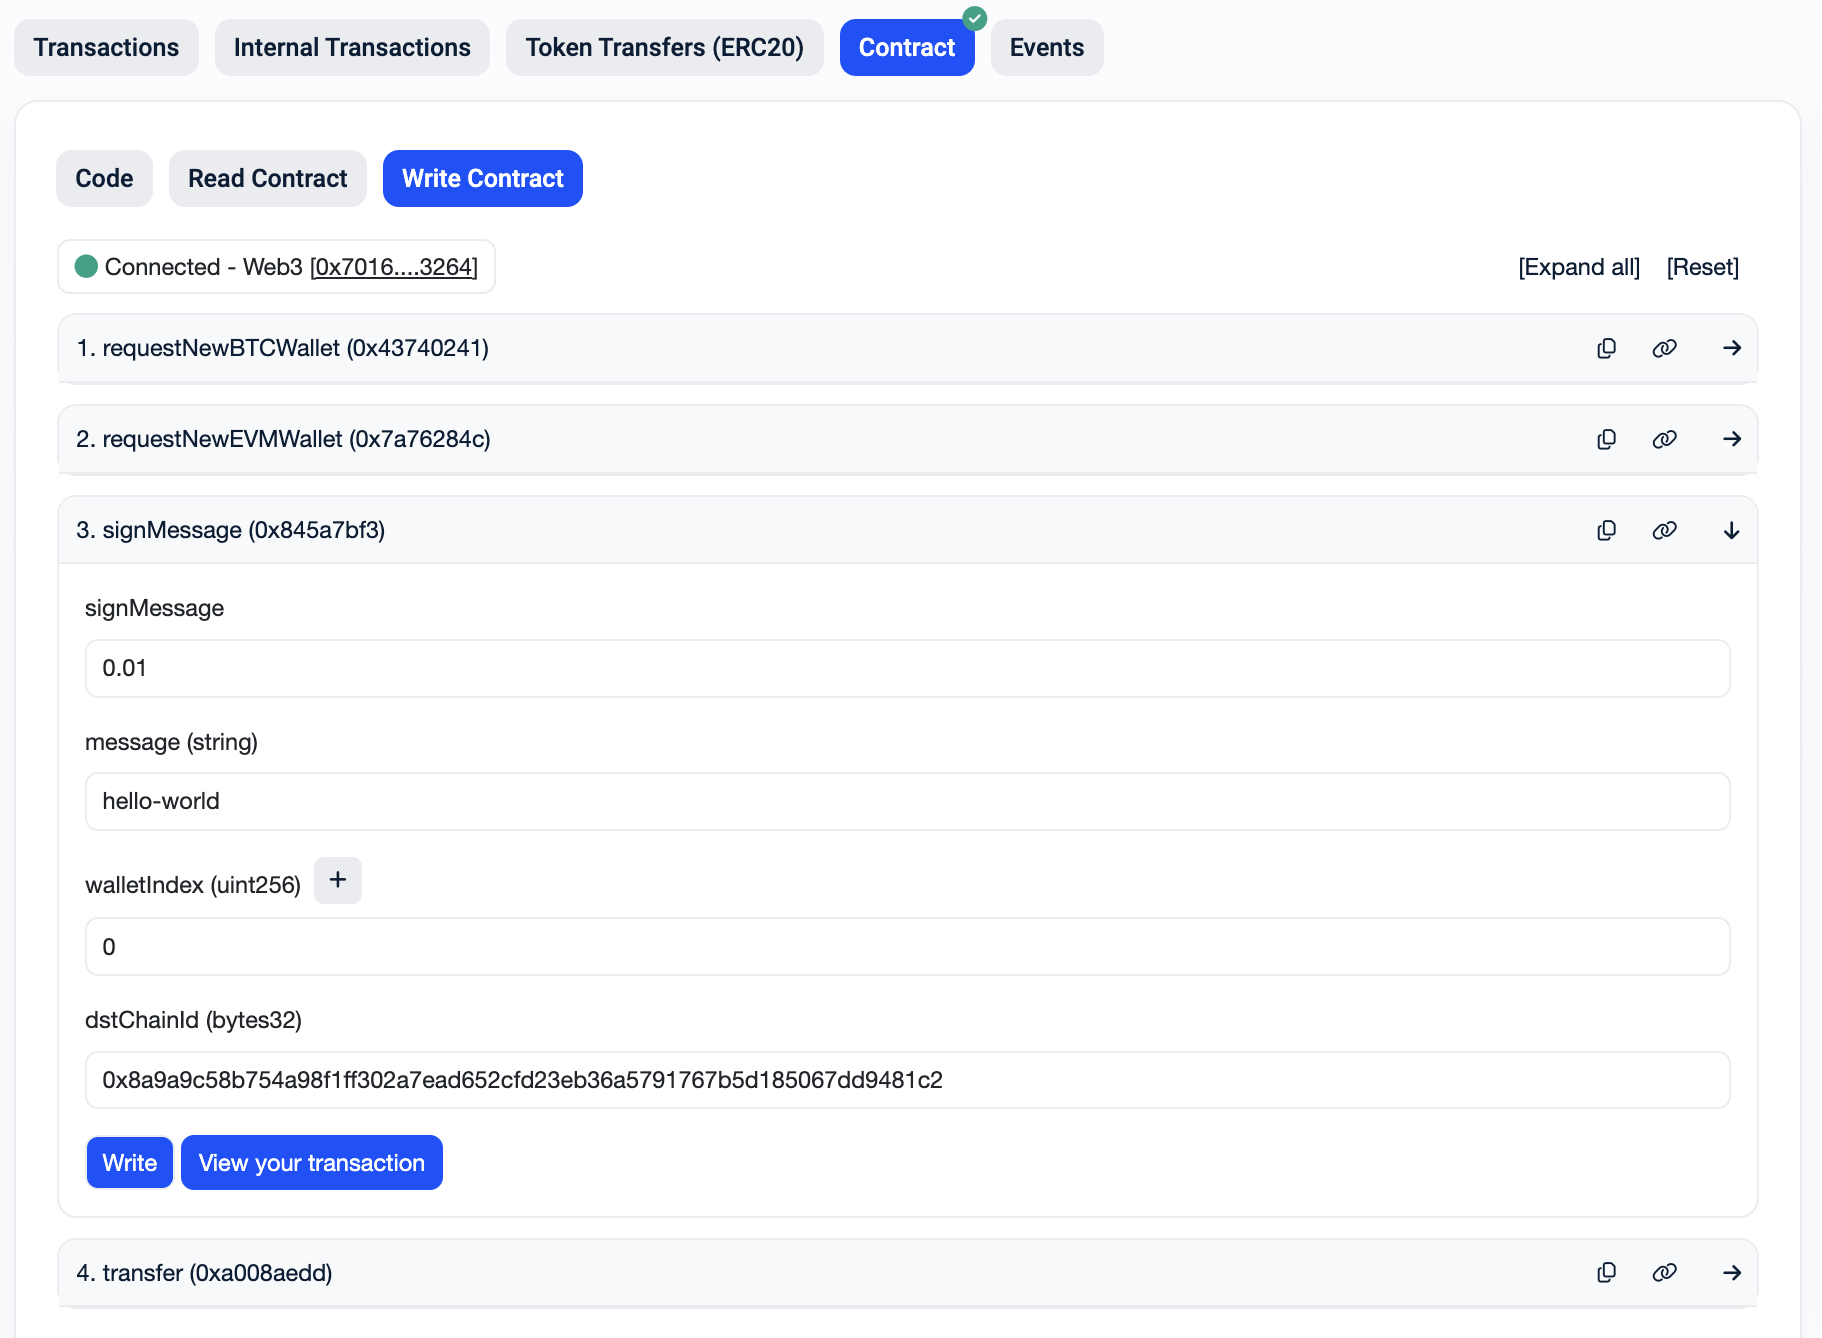 Transactions Internal Transactions Token Transfers (ERC20) Contract Events
Code Read Contract Write Contract
Connected - Web3 [0x7016....3264] [Expand all] [Reset]
1. requestNewBTCWallet (0x43740241)
2. requestNewEVMWallet (0x7a76284c)
3. signMessage (0x845a7bf3)
signMessage
0.01
message (string)
hello-world
walletIndex (uint256) +
0
dstChainId (bytes32)
0x8a9a9c58b754a98f1ff302a7ead652cfd23eb36a5791767b5d185067dd9481c2
Write View your transaction
4. transfer (0xa008aedd)